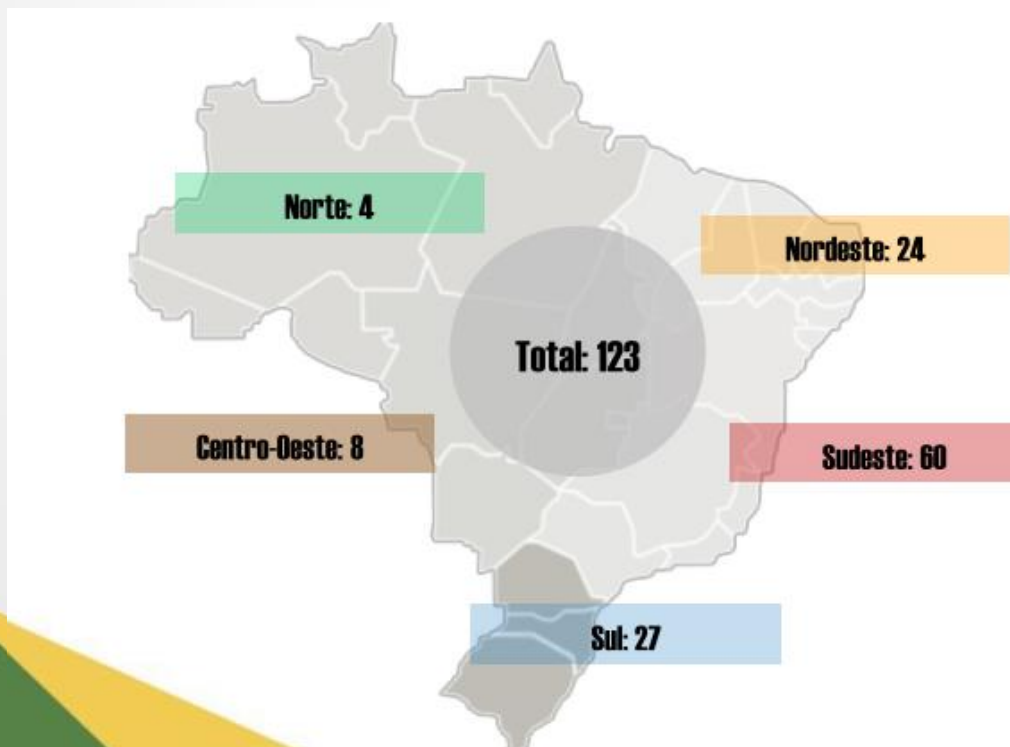 Norte: 4
Nordeste: 24
Total: 123
Centro-Oeste: 8
Sudeste: 60
Sul: 27